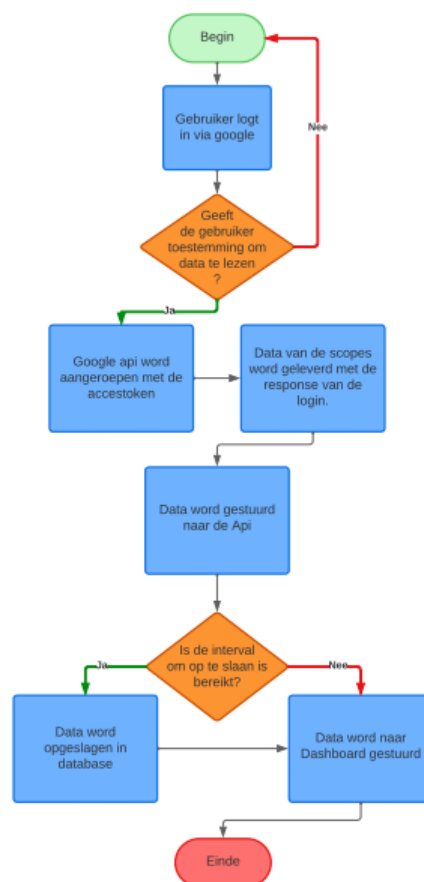 Begin
Gebruiker logt
in via google
Nee
Geeft
de gebruiker
toestemming om
data te lezen
?
Ja
Google api word
aangeroepen met de
accestoken
Data van de scopes
word geleverd met de
response van de
login.
Data word gestuurd
naar de Api
Is de interval
om op te slaan is
bereikt?
Ja
Nee
Data word
opgeslagen in
database
Data word naar
Dashboard gestuurd
Einde